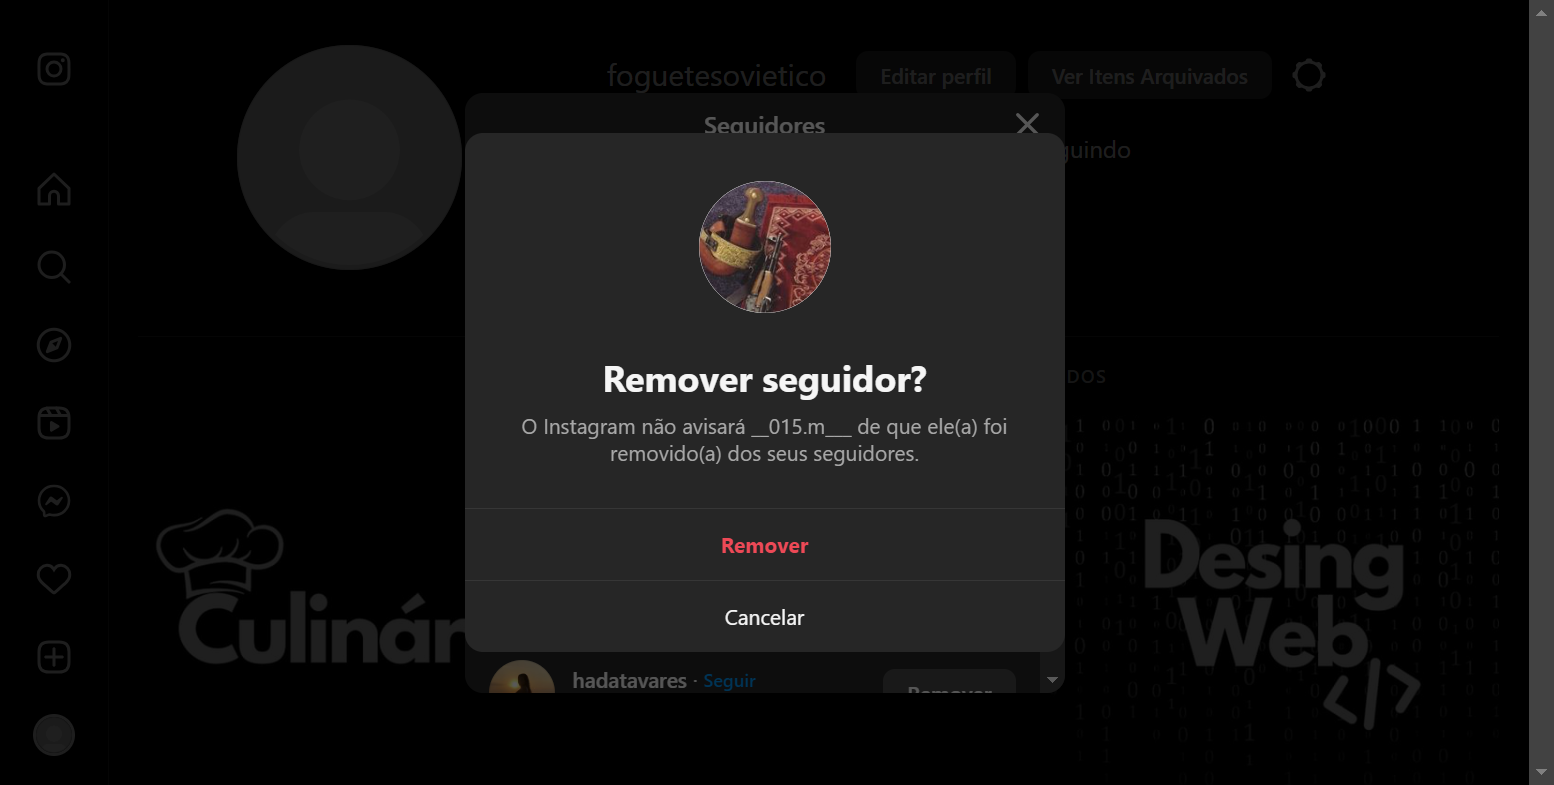 foguetesovietico
Editar perfil
Ver Itens Arquivados
Seguidores
guindo
Remover seguidor?
O Instagram não avisará __015.m___ de que ele(a) foi
removido(a) dos seus seguidores.
DOS
Remover
Cancelar
Culinár
Desing
Web
</>
hadatavares · Seguir
Remover